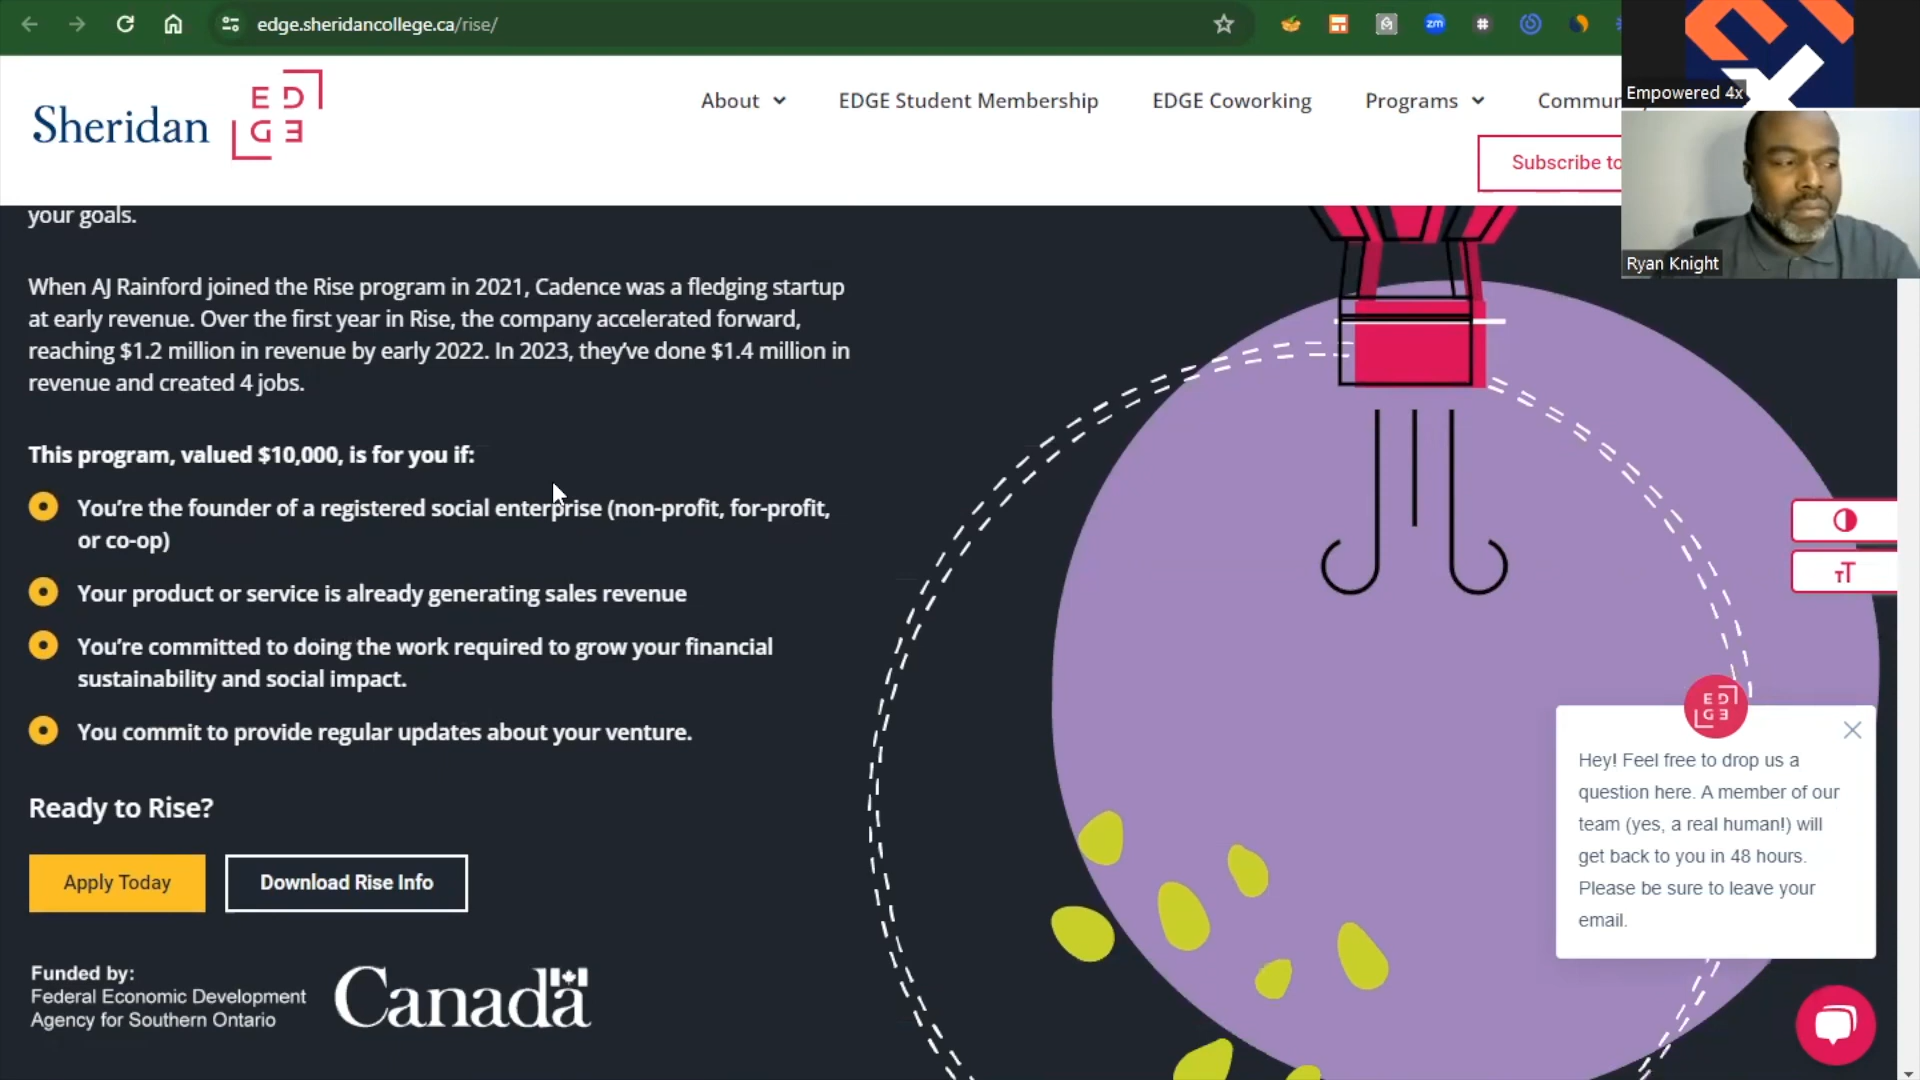 edge.sheridancollege.ca/rise/
zm
Empowered 4x
Sheridan
ED
GE
About
EDGE Student Membership
EDGE Coworking
Programs
Subscribe to
Ryan Knight
your goals.
When AJ Rainford joined the Rise program in 2021, Cadence was a fledging startup
at early revenue. Over the first year in Rise, the company accelerated forward,
reaching $1.2 million in revenue by early 2022. In 2023, they’ve done $1.4 million in
revenue and created 4 jobs.
This program, valued $10,000, is for you if:
You’re the founder of a registered social enterprise (non-profit, for-profit,
or co-op)
Your product or service is already generating sales revenue
You’re committed to doing the work required to grow your financial
sustainability and social impact.
You commit to provide regular updates about your venture.
Ready to Rise?
Apply Today
Download Rise Info
Funded by:
Federal Economic Development
Agency for Southern Ontario
Canada
TT
ED
GE
Hey! Feel free to drop us a
question here. A member of our
team (yes, a real human!) will
get back to you in 48 hours.
Please be sure to leave your
email.